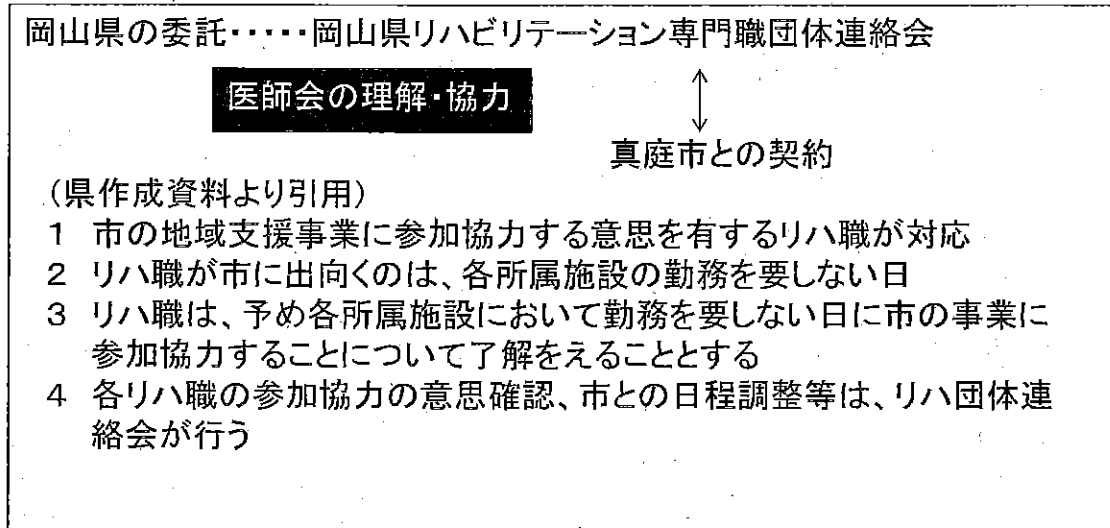 岡山県の委託・・・・・岡山県リハビリテーション専門職団体連絡会
医師会の理解・協力
真庭市との契約
(県作成資料より引用)
1 市の地域支援事業に参加協力する意思を有するリハ職が対応
2 リハ職が市に出向くのは、各所属施設の勤務を要しない日
3 リハ職は、予め各所属施設において勤務を要しない日に市の事業に
参加協力することについて了解をえることとする
4 各リハ職の参加協力の意思確認、市との日程調整等は、リハ団体連
絡会が行う